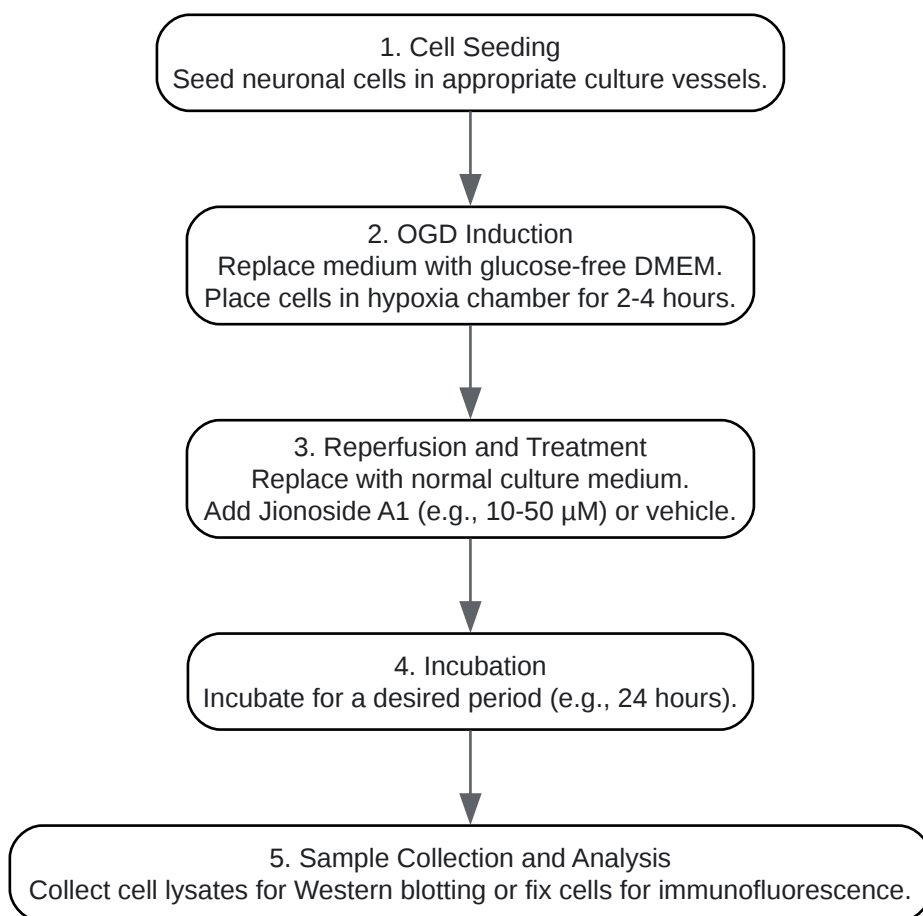 1. Cell Seeding
Seed neuronal cells in appropriate culture vessels.
2. OGD Induction
Replace medium with glucose-free DMEM.
Place cells in hypoxia chamber for 2-4 hours.
3. Reperfusion and Treatment
Replace with normal culture medium.
Add Jionoside A1 (e.g., 10-50 µM) or vehicle.
4. Incubation
Incubate for a desired period (e.g., 24 hours).
5. Sample Collection and Analysis
Collect cell lysates for Western blotting or fix cells for immunofluorescence.